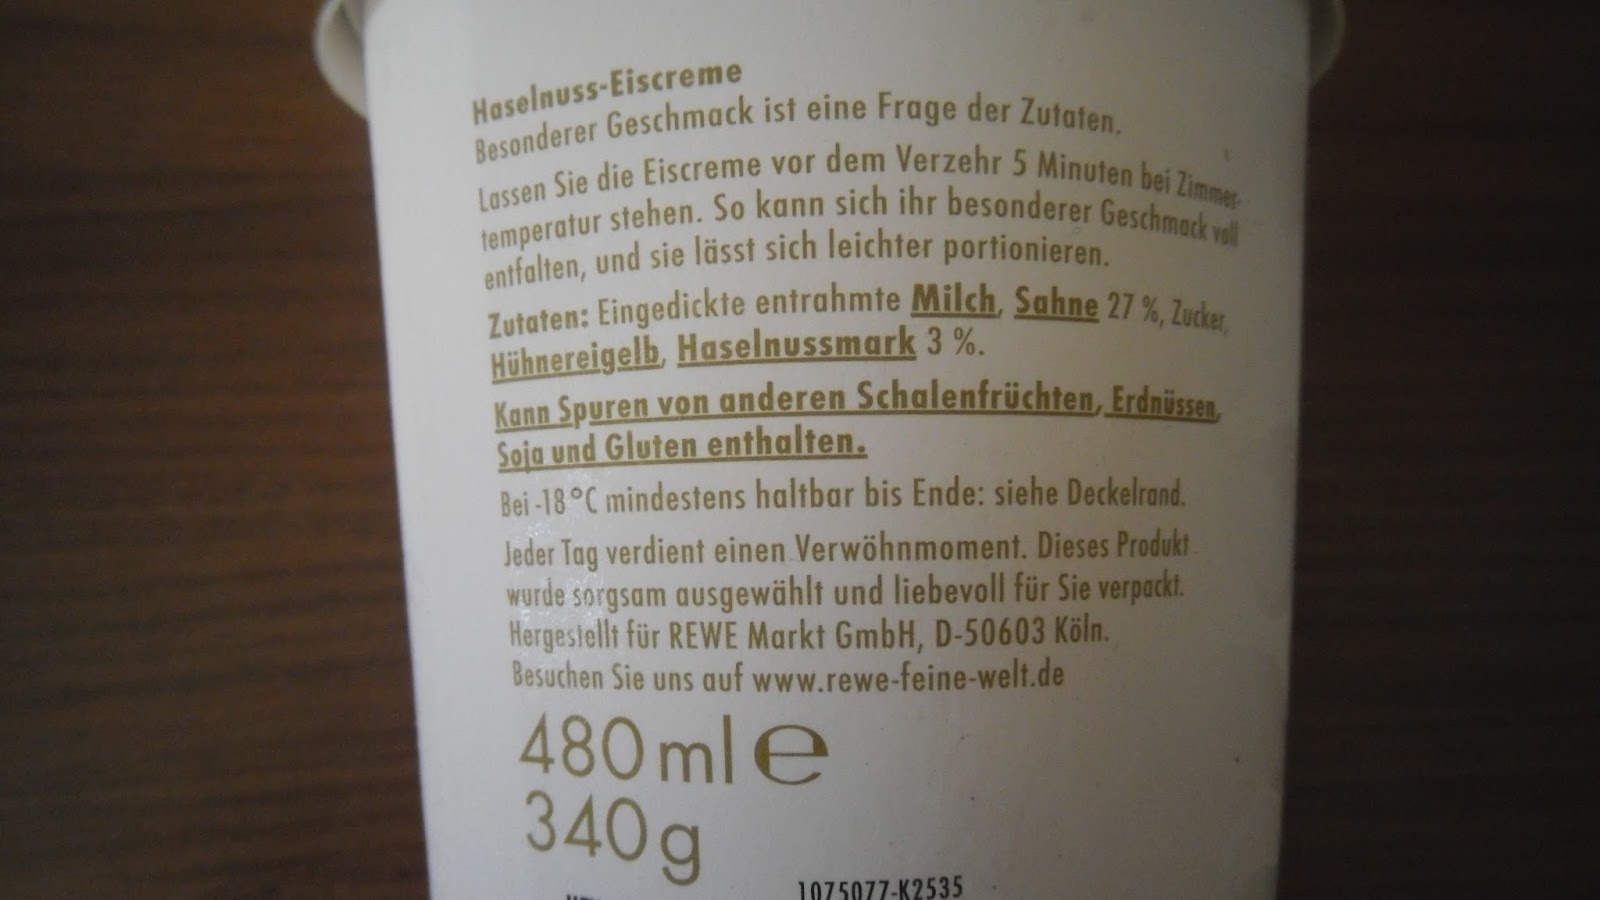 Haselnuss-Eiscreme
Besonderer Geschmack ist eine Frage der Zutaten.
Lassen Sie die Eiscreme vor dem Verzehr 5 Minuten bei Zimmer-
temperatur stehen. So kann sich ihr besonderer Geschmack voll
entfalten, und sie lässt sich leichter portionieren.
Zutaten: Eingedickte entrahmte Milch, Sahne 27 %, Zucker,
Hühnereigelb, Haselnussmark 3 %.
Kann Spuren von anderen Schalenfrüchten, Erdnüssen,
Soja und Gluten enthalten.
Bei -18°C mindestens haltbar bis Ende: siehe Deckelrand.
Jeder Tag verdient einen Verwöhnmoment. Dieses Produkt
wurde sorgsam ausgewählt und liebevoll für Sie verpackt.
Hergestellt für REWE Markt GmbH, D-50603 Köln.
Besuchen Sie uns auf www.rewe-feine-welt.de
480 ml e
340 g
1075077-K2535